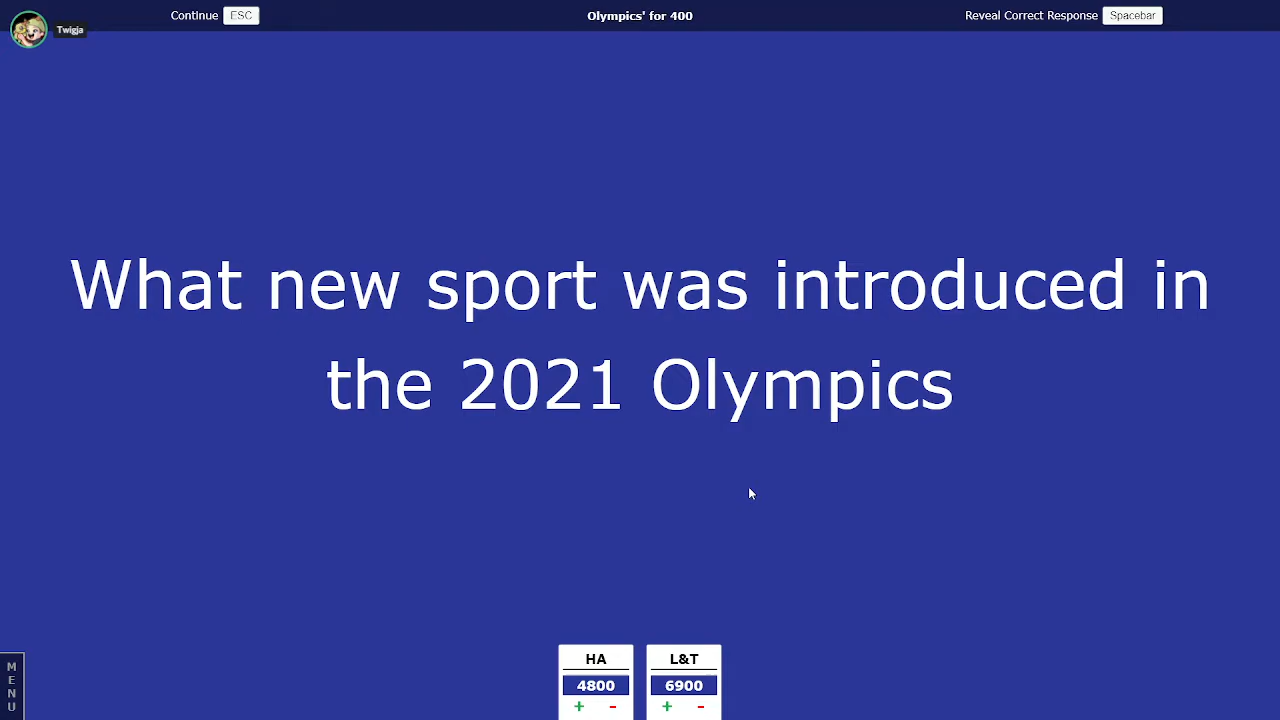 Continue ESC
Olympics' for 400
Reveal Correct Response Spacebar
Twigja
What new sport was introduced in
the 2021 Olympics
MENU
HA
4800
+ -
L&T
6900
+ -